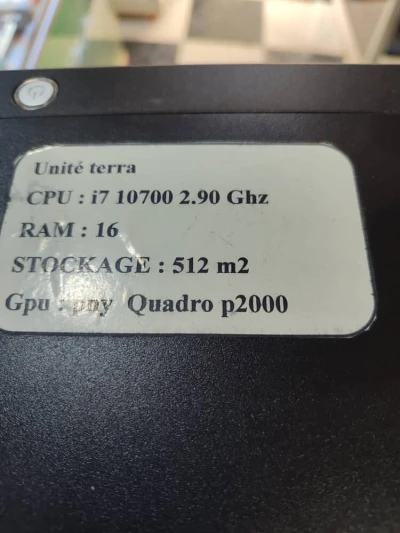 Unité terra
CPU : i7 10700 2.90 Ghz
RAM : 16
STOCKAGE : 512 m2
Gpu : pny Quadro p2000